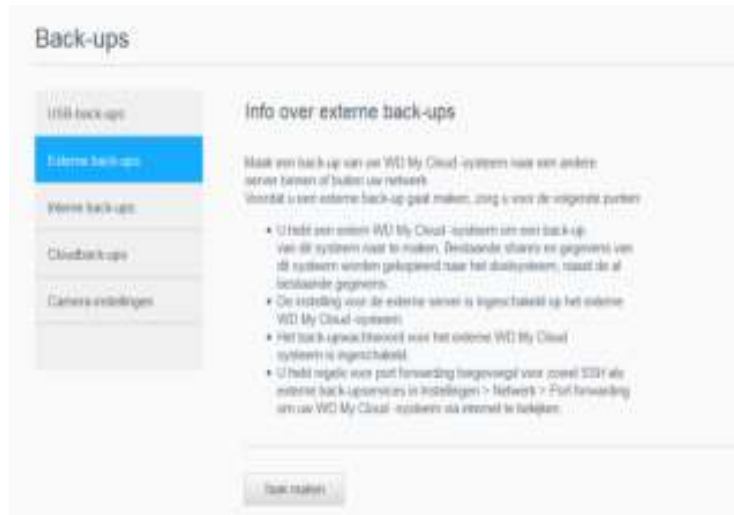 Back-ups
USB-back-ups
Externe back-ups
Interne back-ups
Cloudback-ups
Camera-instellingen
Info over externe back-ups
Maak een back-up van uw WD My Cloud -systeem naar een andere
server binnen of buiten uw netwerk.
Voordat u een externe back-up gaat maken, zorg u voor de volgende punten:
• U hebt een extern WD My Cloud -systeem om een back-up
van dit systeem naar te maken. Bestaande shares en gegevens van
dit systeem worden gekopieerd naar het doelsysteem, naast de al
bestaande gegevens.
• De instelling voor de externe server is ingeschakeld op het externe
WD My Cloud -systeem.
• Het back-upwachtwoord voor het externe WD My Cloud
systeem is ingeschakeld.
• U hebt regels voor port forwarding toegevoegd voor zowel SSH als
externe back-upservices in Instellingen > Network > Port forwarding
om uw WD My Cloud -systeem via internet te bekijken.
Taak maken